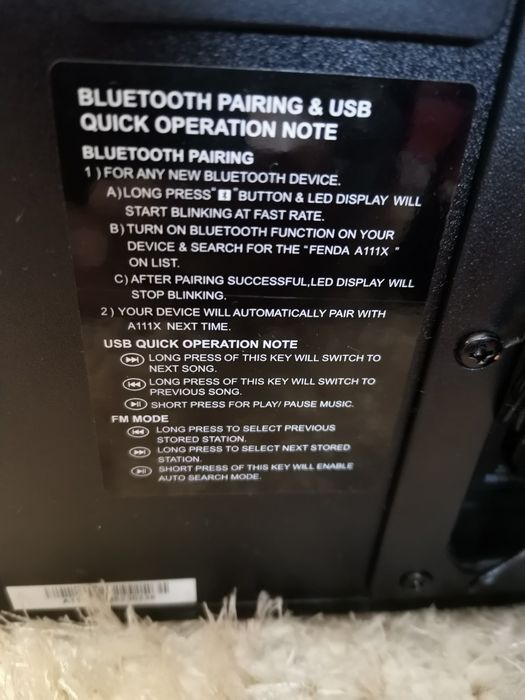 BLUETOOTH PAIRING & USB
QUICK OPERATION NOTE
BLUETOOTH PAIRING
1) FOR ANY NEW BLUETOOTH DEVICE.
A)LONG PRESS" "BUTTON & LED DISPLAY WILL
START BLINKING AT FAST RATE.
B)TURN ON BLUETOOTH FUNCTION ON YOUR
DEVICE & SEARCH FOR THE "FENDA A111X "
ON LIST.
C) AFTER PAIRING SUCCESSFUL,LED DISPLAY WILL
STOP BLINKING.
2) YOUR DEVICE WILL AUTOMATICALLY PAIR WITH
A111X NEXT TIME.
USB QUICK OPERATION NOTE
LONG PRESS OF THIS KEY WILL SWITCH TO
NEXT SONG.
LONG PRESS OF THIS KEY WILL SWITCH TO
PREVIOUS SONG.
SHORT PRESS FOR PLAY/ PAUSE MUSIC.
FM MODE
LONG PRESS TO SELECT PREVIOUS
STORED STATION.
LONG PRESS TO SELECT NEXT STORED
STATION.
SHORT PRESS OF THIS KEY WILL ENABLE
AUTO SEARCH MODE.